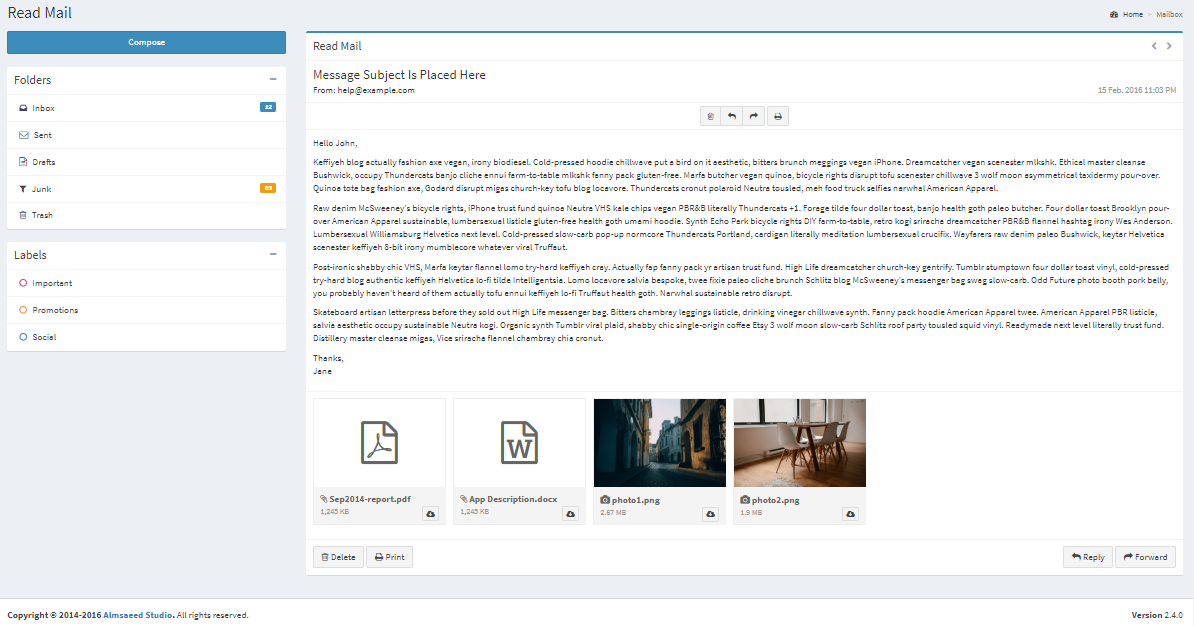 Read Mail
Home > Mailbox
Compose
Folders
Inbox 12
Sent
Drafts
Junk 65
Trash
Labels
Important
Promotions
Social
Read Mail
Message Subject Is Placed Here
From: help@example.com
15 Feb. 2016 11:03 PM
Hello John,
Keffiyeh blog actually fashion axe vegan, irony biodiesel. Cold-pressed hoodie chillwave put a bird on it aesthetic, bitters brunch meggings vegan iPhone. Dreamcatcher vegan scenester mlkshk. Ethical master cleanse
Bushwick, occupy Thundercats banjo cliche ennui farm-to-table mlkshk fanny pack gluten-free. Marfa butcher vegan quinoa, bicycle rights disrupt tofu scenester chillwave 3 wolf moon asymmetrical taxidermy pour-over.
Quinoa tote bag fashion axe, Godard disrupt migas church-key tofu blog locavore. Thundercats cronut polaroid Neutra tousled, meh food truck selfies narwhal American Apparel.
Raw denim McSweeney's bicycle rights, iPhone trust fund quinoa Neutra VHS kale chips vegan PBR&B literally Thundercats +1. Forage tilde four dollar toast, banjo health goth paleo butcher. Four dollar toast Brooklyn pour-
over American Apparel sustainable, lumbersexual listicle gluten-free health goth umami hoodie. Synth Echo Park bicycle rights DIY farm-to-table, retro kogi sriracha dreamcatcher PBR&B flannel hashtag irony Wes Anderson.
Lumbersexual Williamsburg Helvetica next level. Cold-pressed slow-carb pop-up normcore Thundercats Portland, cardigan literally meditation lumbersexual crucifix. Wayfarers raw denim paleo Bushwick, keytar Helvetica
scenester keffiyeh 8-bit irony mumblecore whatever viral Truffaut.
Post-ironic shabby chic VHS, Marfa keytar flannel lomo try-hard keffiyeh cray. Actually fap fanny pack yr artisan trust fund. High Life dreamcatcher church-key gentrify. Tumblr stumptown four dollar toast vinyl, cold-pressed
try-hard blog authentic keffiyeh Helvetica lo-fi tilde Intelligentsia. Lomo locavore salvia bespoke, twee fixie paleo cliche brunch Schlitz blog McSweeney's messenger bag swag slow-carb. Odd Future photo booth pork belly,
you probably haven't heard of them actually tofu ennui keffiyeh lo-fi Truffaut health goth. Narwhal sustainable retro disrupt.
Skateboard artisan letterpress before they sold out High Life messenger bag. Bitters chambray leggings listicle, drinking vinegar chillwave synth. Fanny pack hoodie American Apparel twee. American Apparel PBR listicle,
salvia aesthetic occupy sustainable Neutra kogi. Organic synth Tumblr viral plaid, shabby chic single-origin coffee Etsy 3 wolf moon slow-carb Schlitz roof party tousled squid vinyl. Readymade next level literally trust fund.
Distillery master cleanse migas, Vice sriracha flannel chambray chia cronut.
Thanks,
Jane
W
Sep2014-report.pdf
1,245 KB
App Description.docx
1,245 KB
photo1.png
2.67 MB
photo2.png
1.9 MB
Delete
Print
Reply
Forward
Copyright © 2014-2016 Almsaeed Studio. All rights reserved.
Version 2.4.0